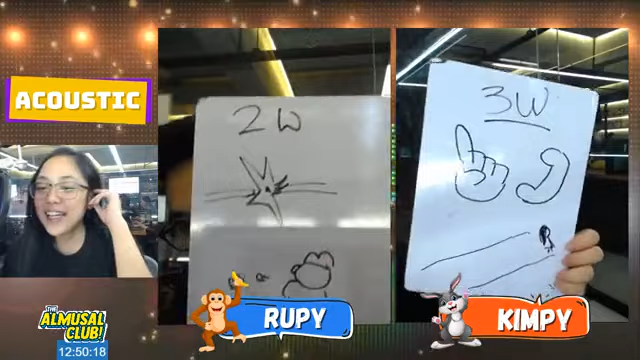 ACOUSTIC
2W
3W
THE
ALMUSAL
CLUB!
12:50:18
RUPY
KIMPY